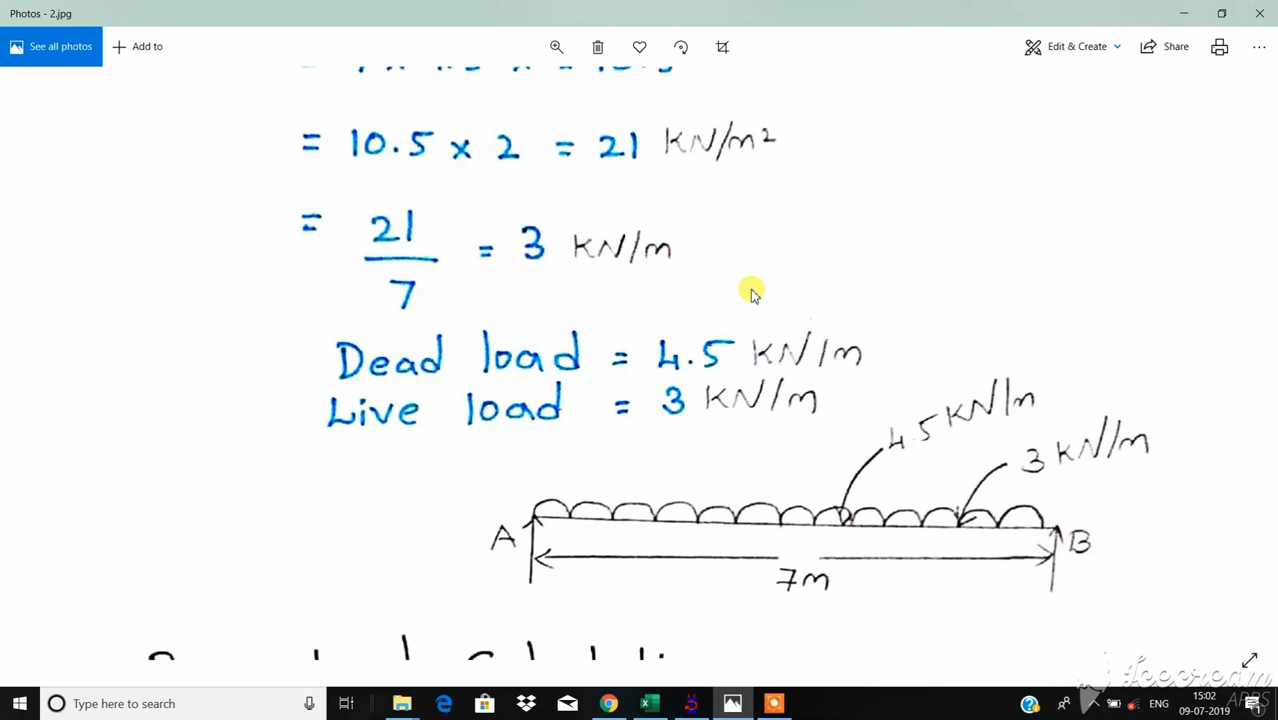 Photos - 2.jpg
See all photos
Add to
Edit & Create
Share
= 10.5 x 2 = 21 KN/m²
= 21 / 7 = 3 KN/m
Dead load = 4.5 KN/m
Live load = 3 KN/m
4.5 KN/m
3 KN/m
A
B
7m
Type here to search
ENG
15:02
09-07-2019
Icecream
APPS